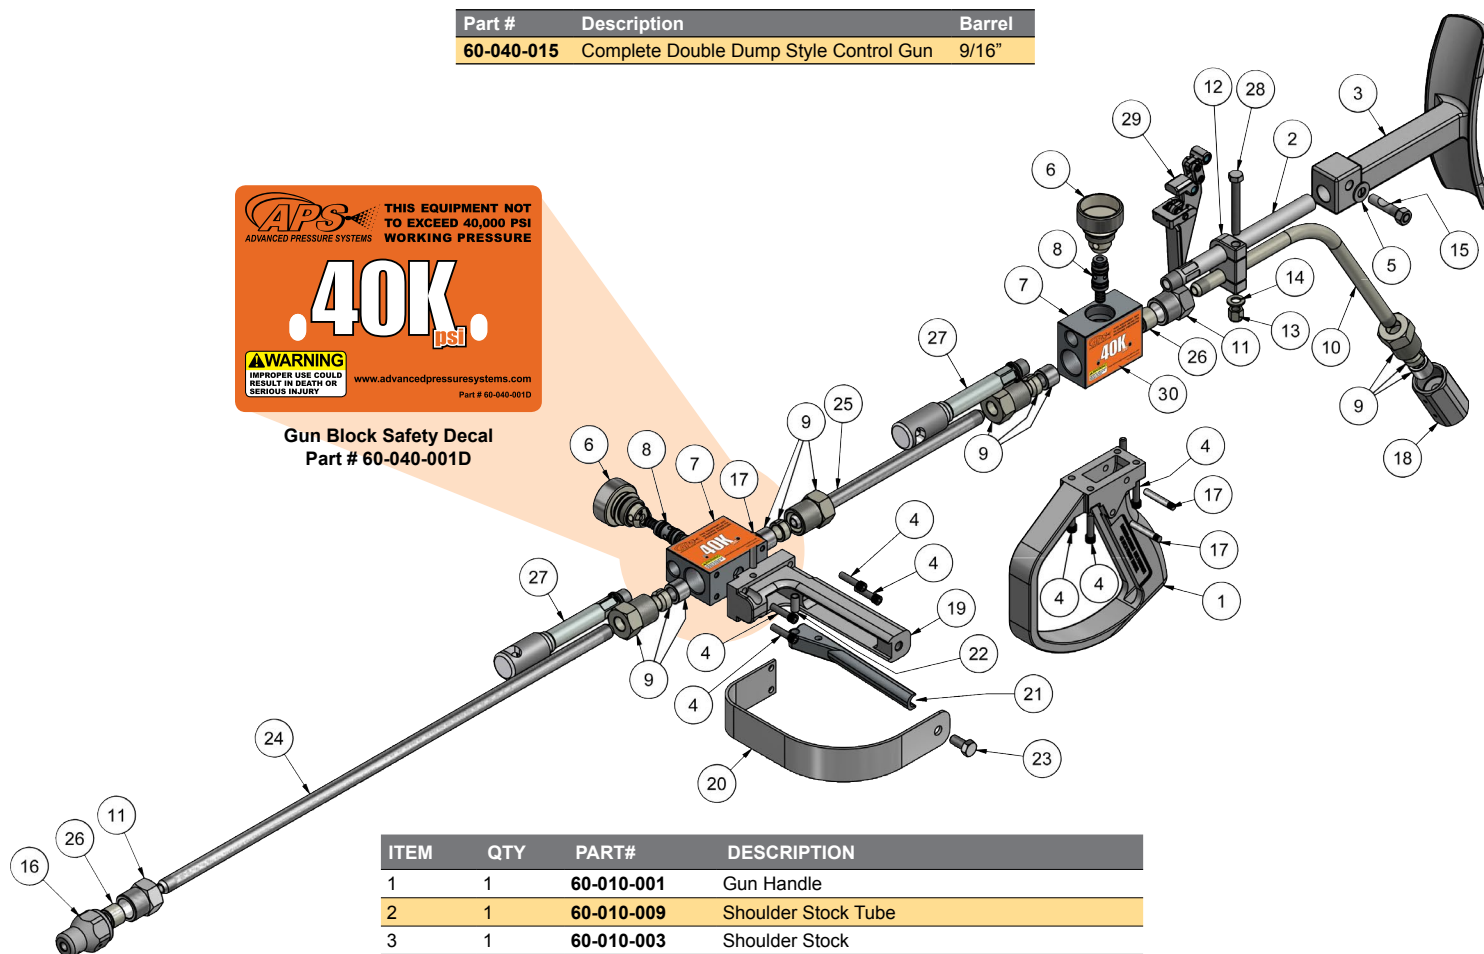 Part # Description Barrel
60-040-015 Complete Double Dump Style Control Gun 9/16”
APS
ADVANCED PRESSURE SYSTEMS
THIS EQUIPMENT NOT
TO EXCEED 40,000 PSI
WORKING PRESSURE
40K
psi
WARNING
IMPROPER USE COULD
RESULT IN DEATH OR
SERIOUS INJURY
www.advancedpressuresystems.com
Part # 60-040-001D
Gun Block Safety Decal
Part # 60-040-001D
12
28
3
29
2
6
8
7
5
15
14
13
11
26
10
30
9
18
27
25
9
9
6
8
7
17
4
4
4
17
17
4
4
1
27
19
22
4
9
4
21
20
23
24
11
26
16
40K
40K
ITEM QTY PART# DESCRIPTION
1 1 60-010-001 Gun Handle
2 1 60-010-009 Shoulder Stock Tube
3 1 60-010-003 Shoulder Stock